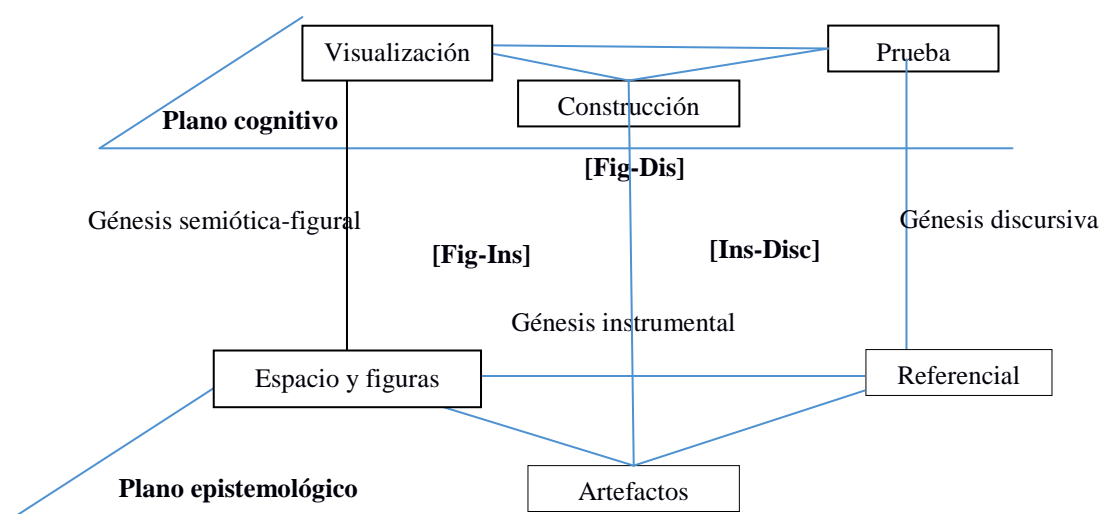 Visualización
Prueba
Construcción
Plano cognitivo
[Fig-Dis]
Génesis semiótica-figural
Génesis discursiva
[Fig-Ins]
[Ins-Disc]
Génesis instrumental
Espacio y figuras
Referencial
Plano epistemológico
Artefactos